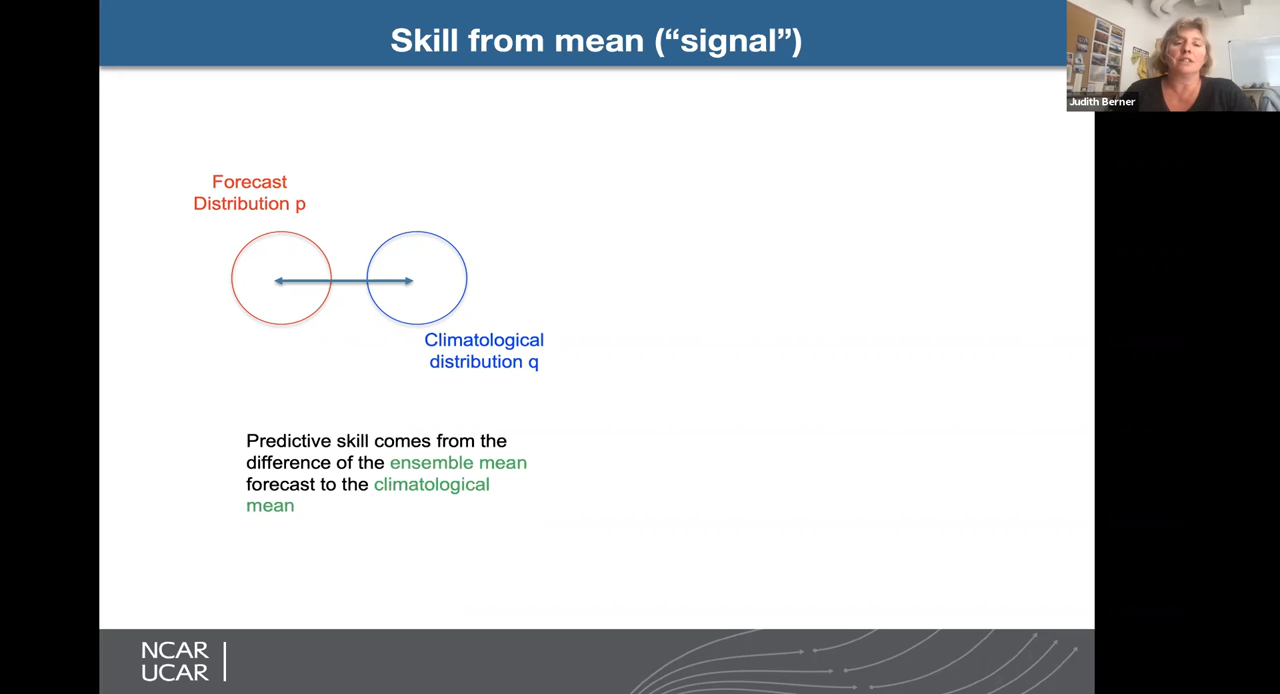 Skill from mean (“signal”)
Judith Berner
Forecast
Distribution p
Climatological
distribution q
Predictive skill comes from the
difference of the ensemble mean
forecast to the climatological
mean
NCAR
UCAR